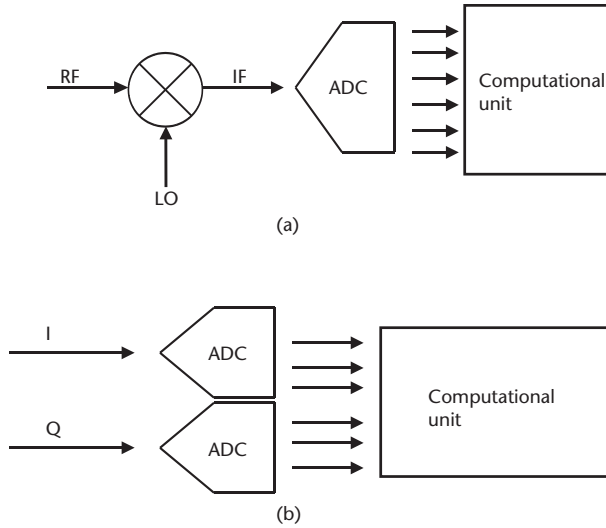 RF
IF
ADC
Computational
unit
LO
(a)
I
ADC
Computational
unit
Q
ADC
(b)